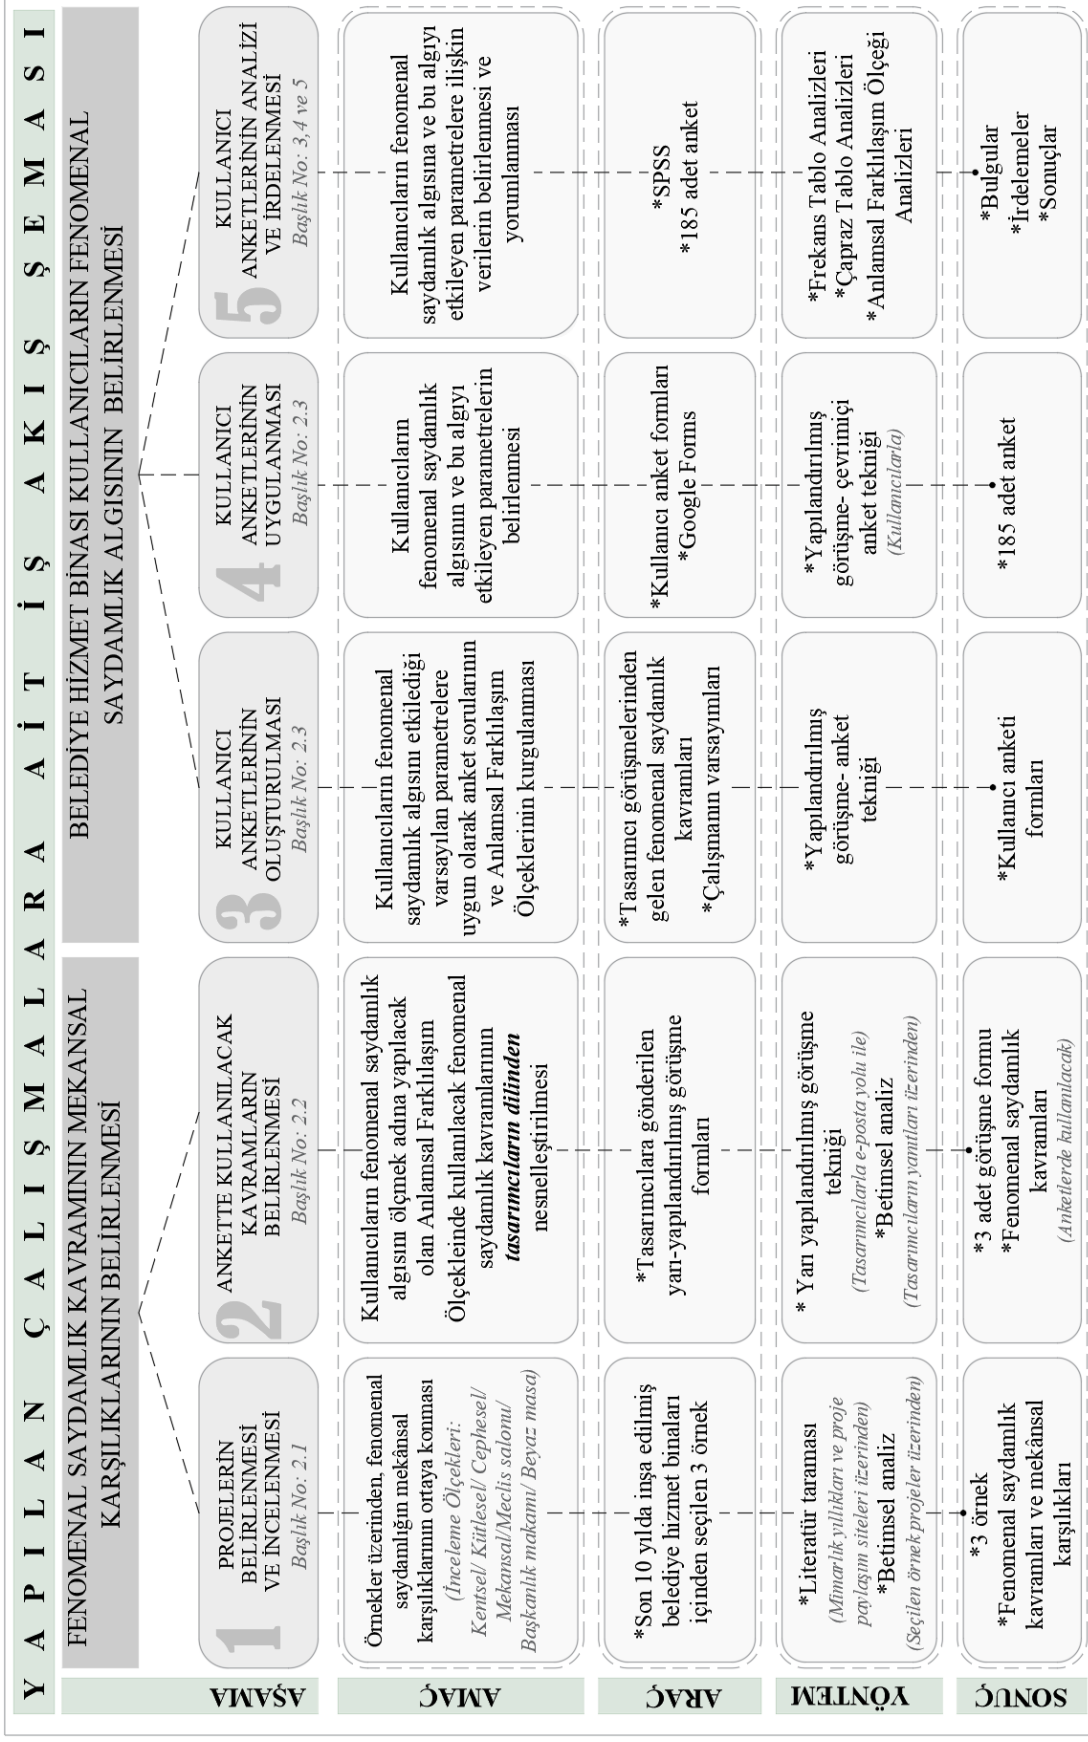 YAPILAN ÇALIŞMALARA AİT İŞ AKIŞ ŞEMASI
FENOMENAL SAYDAMLIK KAVRAMININ MEKANSAL
KARŞILIKLARININ BELİRLENMESİ
BELEDİYE HİZMET BİNASI KULLANICILARIN FENOMENAL
SAYDAMLIK ALGISININ BELİRLENMESİ
AŞAMA
1
PROJELERİN
BELİRLENMESİ
VE İNCELENMESİ
Başlık No: 2.1
2
ANKETTE KULLANILACAK
KAVRAMLARIN
BELİRLENMESİ
Başlık No: 2.2
3
KULLANICI
ANKETLERİNİN
OLUŞTURULMASI
Başlık No: 2.3
4
KULLANICI
ANKETLERİNİN
UYGULANMASI
Başlık No: 2.3
5
KULLANICI
ANKETLERİNİN ANALİZİ
VE İRDELENMESİ
Başlık No: 3,4 ve 5
AMAÇ
Örnekler üzerinden, fenomenal
saydamlığın mekânsal
karşılıklarının ortaya konması
(İnceleme Ölçekleri:
Kentsel/ Kütlesel/ Cephesel/
Mekansal/Meclis salonu/
Başkanlık makamı/ Beyaz masa)
Kullanıcıların fenomenal saydamlık
algısını ölçmek adına yapılacak
olan Anlamsal Farklılaşım
Ölçekleinde kullanılacak fenomenal
saydamlık kavramlarının
tasarımcıların dilinden
nesnelleştirilmesi
Kullanıcıların fenomenal
saydamlık algısını etkilediği
varsayılan parametrelere
uygun olarak anket sorularının
ve Anlamsal Farklılaşım
Ölçeklerinin kurgulanması
Kullanıcıların
fenomenal saydamlık
algısının ve bu algıyı
etkileyen parametrelerin
belirlenmesi
Kullanıcıların fenomenal
saydamlık algısına ve bu algıyı
etkileyen parametrelere ilişkin
verilerin belirlenmesi ve
yorumlanması
ARAÇ
*Son 10 yılda inşa edilmiş
belediye hizmet binaları
içinden seçilen 3 örnek
*Tasarımcılara gönderilen
yarı-yapılandırılmış görüşme
formları
*Tasarımcı görüşmelerinden
gelen fenomenal saydamlık
kavramları
*Çalışmanın varsayımları
*Kullanıcı anket formları
*Google Forms
*SPSS
*185 adet anket
YÖNTEM
*Literatür taraması
(Mimarlık yıllıkları ve proje
paylaşım siteleri üzerinden)
*Betimsel analiz
(Seçilen örnek projeler üzerinden)
* Yarı yapılandırılmış görüşme
tekniği
(Tasarımcılarla e-posta yolu ile)
*Betimsel analiz
(Tasarımcıların yanıtları üzerinden)
*Yapılandırılmış
görüşme- anket
tekniği
*Yapılandırılmış
görüşme- çevrimiçi
anket tekniği
(Kullanıcılarla)
*Frekans Tablo Analizleri
*Çapraz Tablo Analizleri
*Anlamsal Farklılaşım Ölçeği
Analizleri
SONUÇ
*3 örnek
*Fenomenal saydamlık
kavramları ve mekânsal
karşılıkları
*3 adet görüşme formu
*Fenomenal saydamlık
kavramları
(Anketlerde kullanılacak)
*Kullanıcı anketi
formları
*185 adet anket
*Bulgular
*İrdelemeler
*Sonuçlar